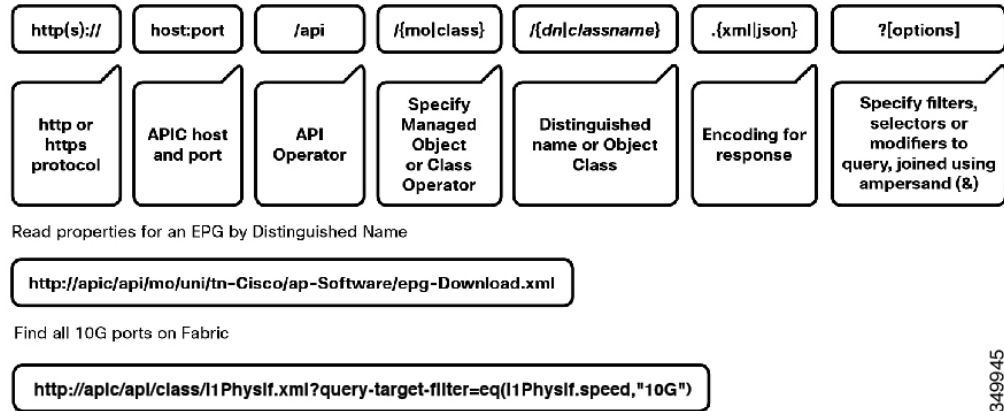 http(s)://
host:port
/api
/{mo|class}
/{dn|classname}
.{xml|json}
?[options]
http or
https
protocol
APIC host
and port
API
Operator
Specify
Managed
Object
or Class
Operator
Distinguished
name or Object
Class
Encoding for
response
Specify filters,
selectors or
modifiers to
query, joined using
ampersand (&)
Read properties for an EPG by Distinguished Name
http://apic/api/mo/uni/tn-Cisco/ap-Software/epg-Download.xml
Find all 10G ports on Fabric
http://apic/api/class/l1PhysIf.xml?query-target-filter=eq(l1PhysIf.speed,"10G")
349945